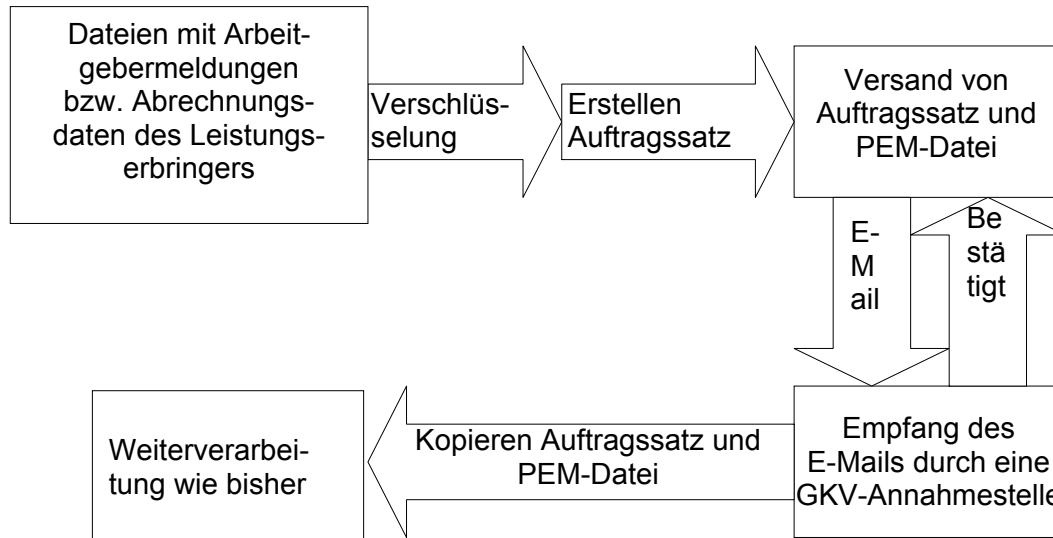 Dateien mit Arbeit-
gebermeldungen
bzw. Abrechnungs-
daten des Leistungs-
erbringers
Verschlüs-
selung
Erstellen
Auftragssatz
Versand von
Auftragssatz und
PEM-Datei
E-
M
ail
Be
stä
tigt
Empfang des
E-Mails durch eine
GKV-Annahmestelle
Kopieren Auftragssatz und
PEM-Datei
Weiterverarbei-
tung wie bisher